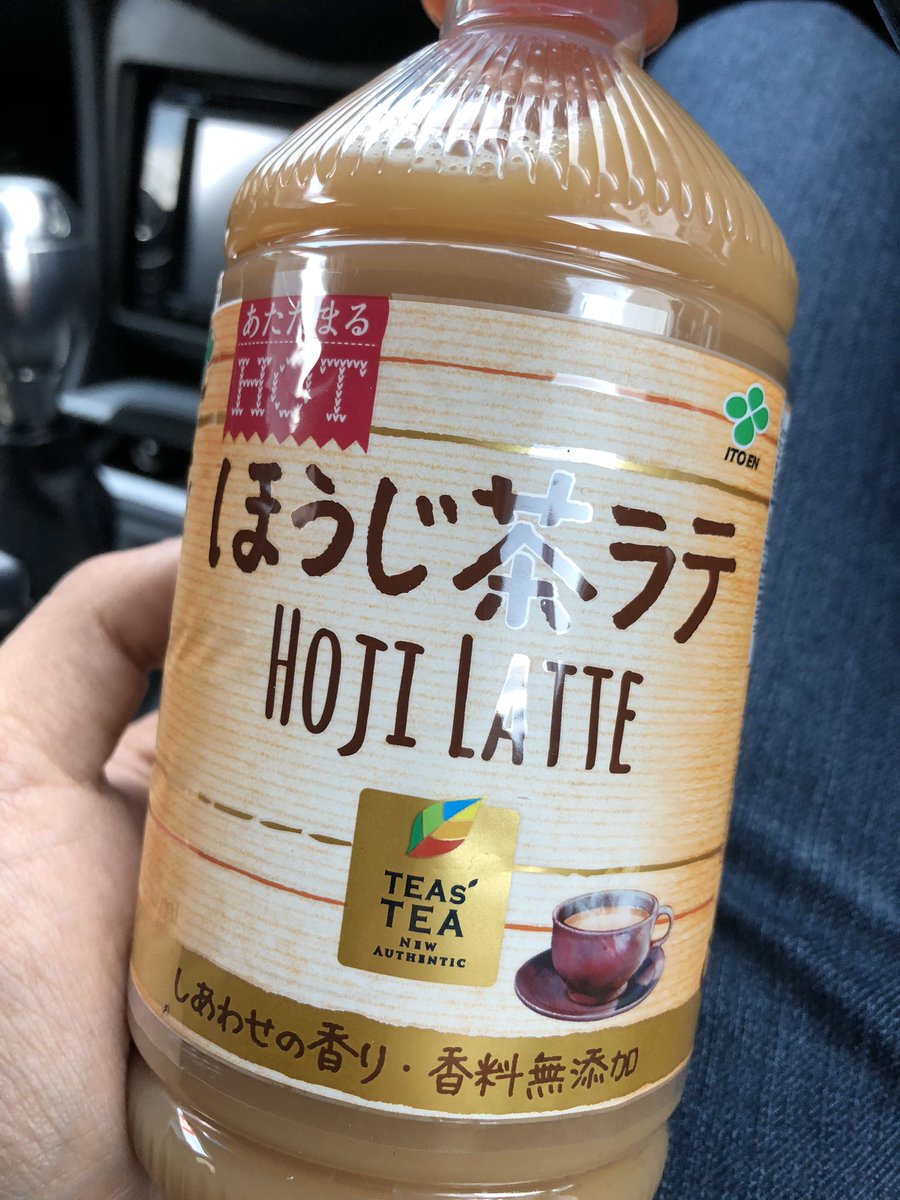 あたたまる
HOT
ITO EN
ほうじ茶ラテ
HOJI LATTE
TEAS'
TEA
NEW
AUTHENTIC
しあわせの香り・香料無添加